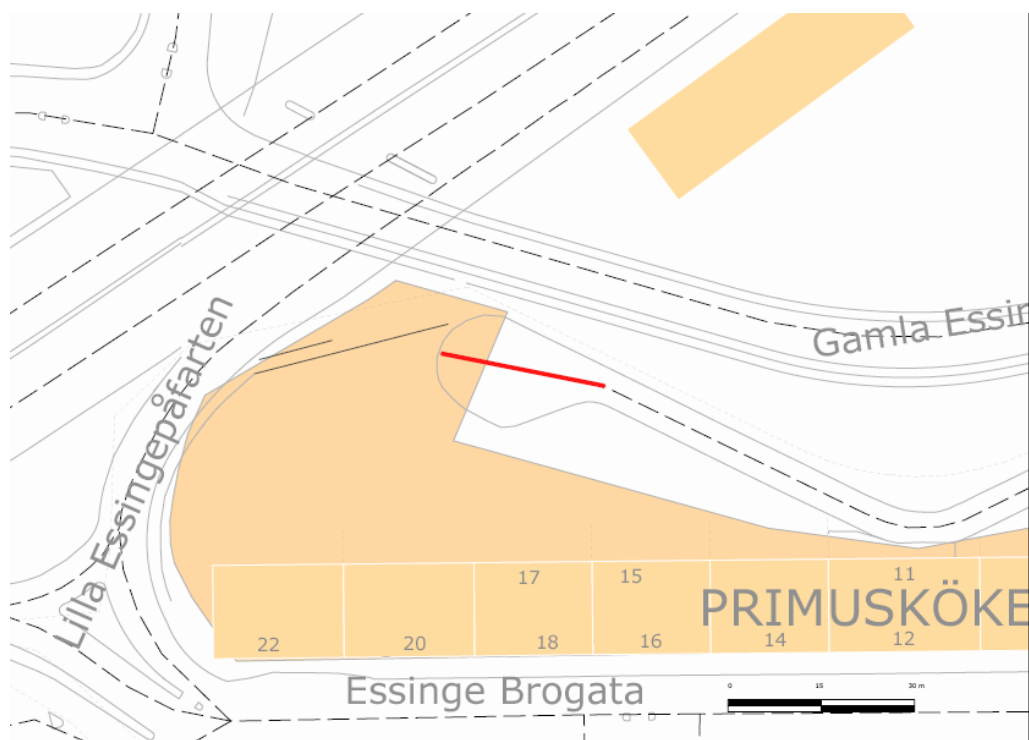 Gamla Essin
Lilla Essingepåfarten
17
15
11
PRIMUSKÖKE
22
20
18
16
14
12
Essinge Brogata
0
15
30 m